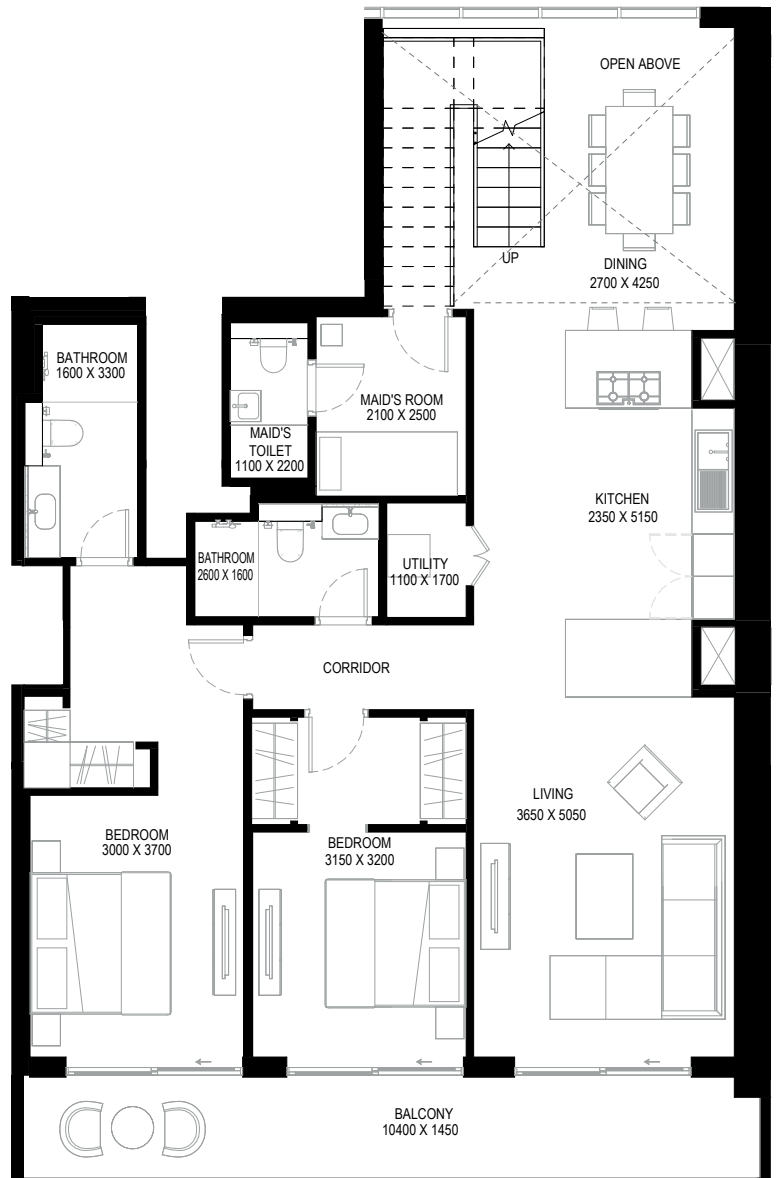 OPEN ABOVE
UP
DINING
2700 X 4250
BATHROOM
1600 X 3300
MAID'S ROOM
2100 X 2500
MAID'S
TOILET
1100 X 2200
KITCHEN
2350 X 5150
BATHROOM
2600 X 1600
UTILITY
1100 X 1700
CORRIDOR
LIVING
3650 X 5050
BEDROOM
3000 X 3700
BEDROOM
3150 X 3200
BALCONY
10400 X 1450